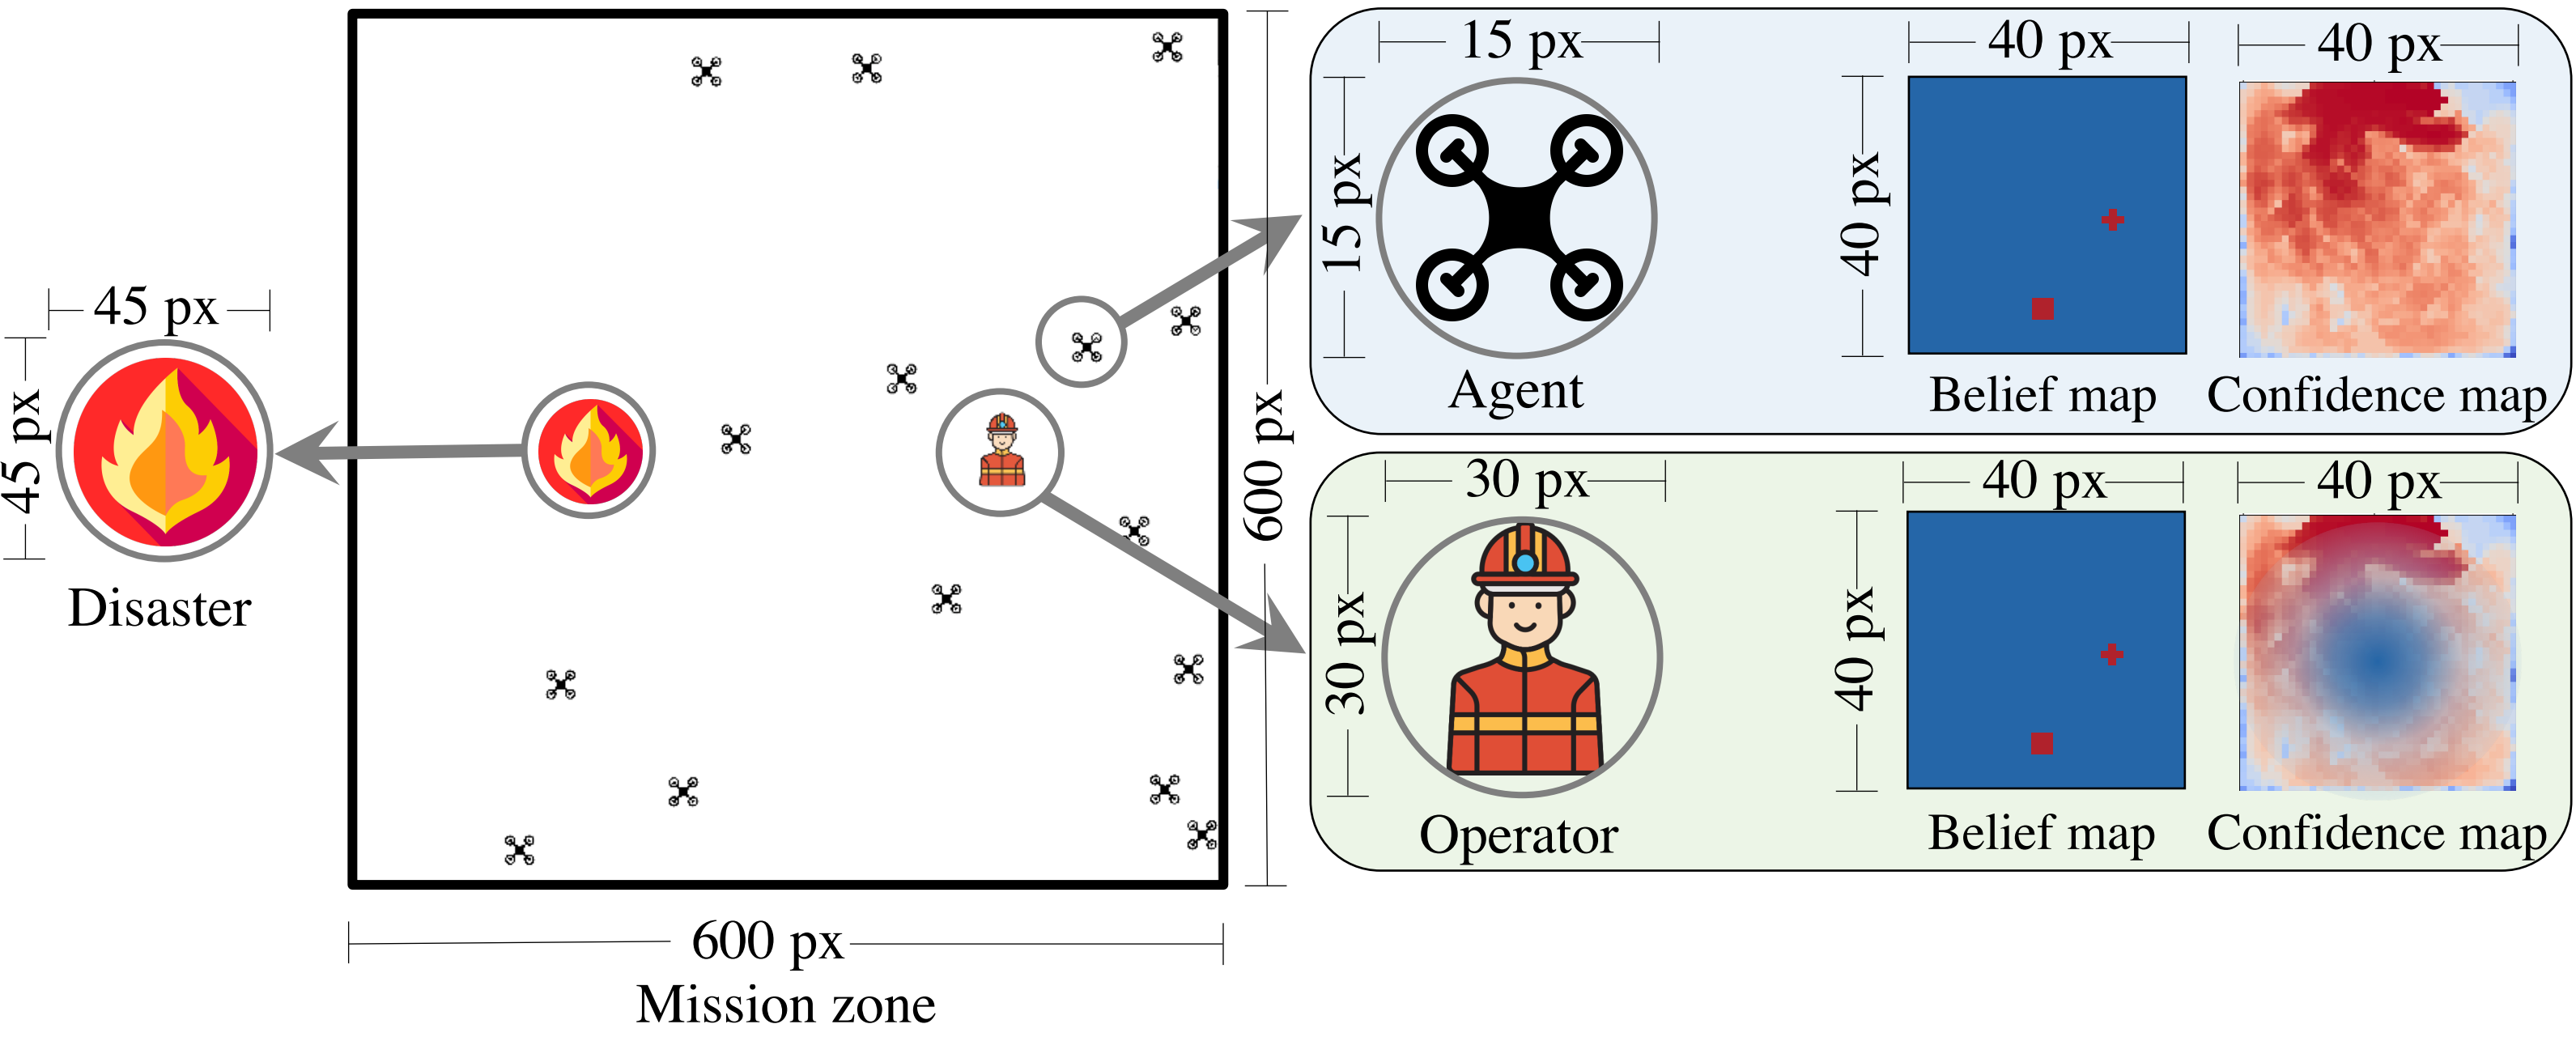 45 px
45 px
Disaster
600 px
600 px
Mission zone
15 px
15 px
Agent
40 px
40 px
Belief map
40 px
Confidence map
30 px
30 px
Operator
40 px
40 px
Belief map
40 px
Confidence map